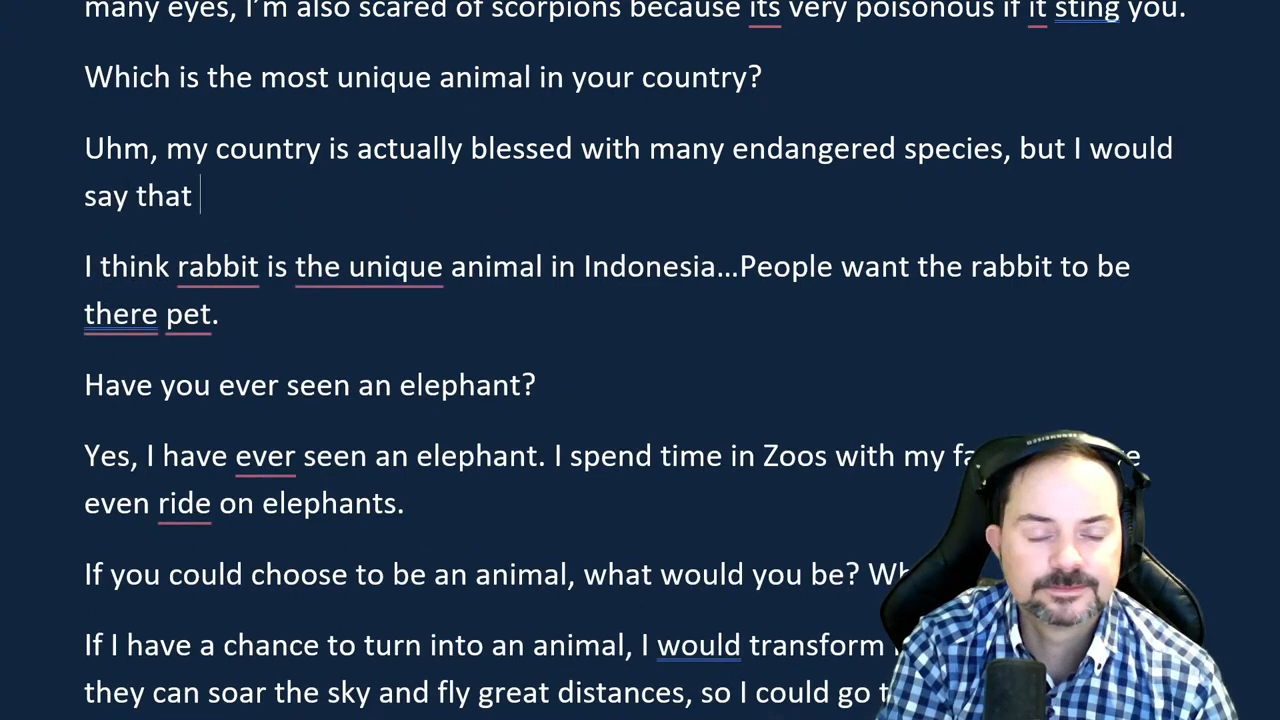 many eyes, I'm also scared of scorpions because its very poisonous if it sting you.
Which is the most unique animal in your country?
Uhm, my country is actually blessed with many endangered species, but I would
say that
I think rabbit is the unique animal in Indonesia...People want the rabbit to be
there pet.
Have you ever seen an elephant?
Yes, I have ever seen an elephant. I spend time in Zoos with my
even ride on elephants.
If you could choose to be an animal, what would you be?
If I have a chance to turn into an animal, I would transform
they can soar the sky and fly great distances, so I could go